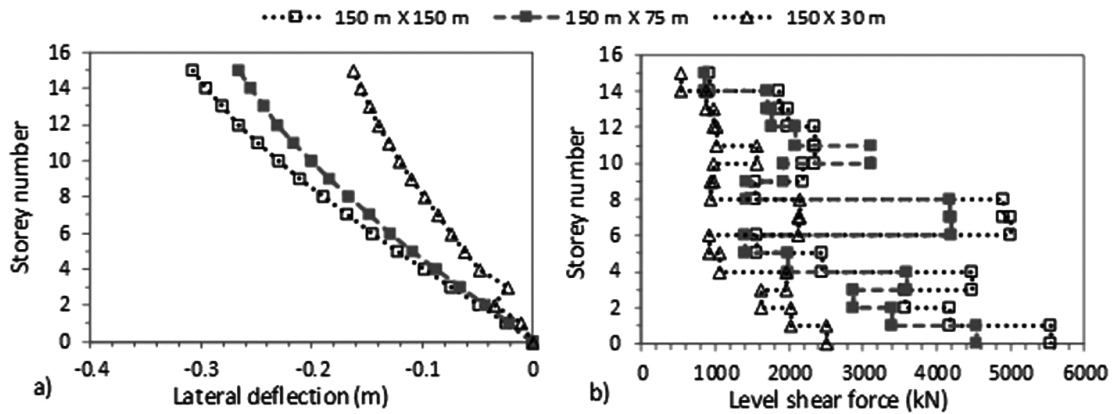 150 m X 150 m 150 m X 75 m 150 X 30 m
16
14
12
10
8
6
4
2
0
Storey number
-0.4 -0.3 -0.2 -0.1 0
a) Lateral deflection (m)
16
14
12
10
8
6
4
2
0
Storey number
0 1000 2000 3000 4000 5000 6000
b) Level shear force (kN)